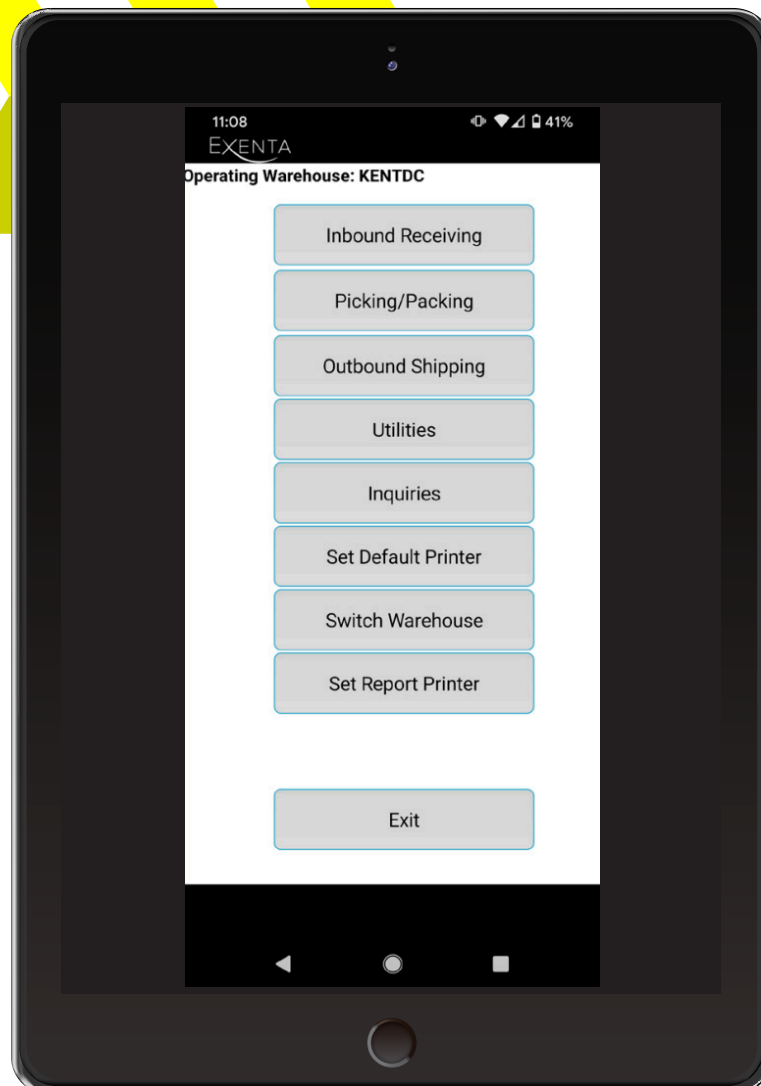 11:08 41%
EXENTA
Operating Warehouse: KENTDC
Inbound Receiving
Picking/Packing
Outbound Shipping
Utilities
Inquiries
Set Default Printer
Switch Warehouse
Set Report Printer
Exit